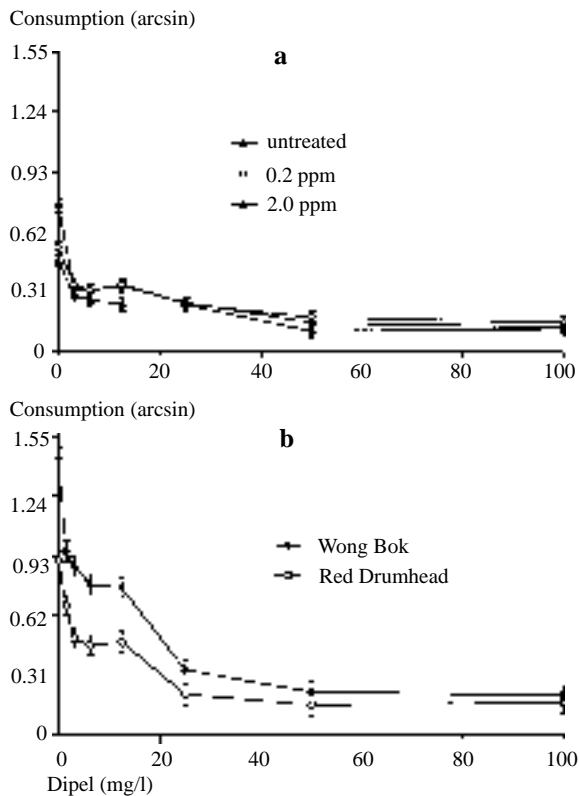 Consumption (arcsin)
a
1.55
1.24
0.93
0.62
0.31
0
untreated
0.2 ppm
2.0 ppm
0 20 40 60 80 100
Consumption (arcsin)
b
1.55
1.24
0.93
0.62
0.31
0
Wong Bok
Red Drumhead
0 20 40 60 80 100
Dipel (mg/l)